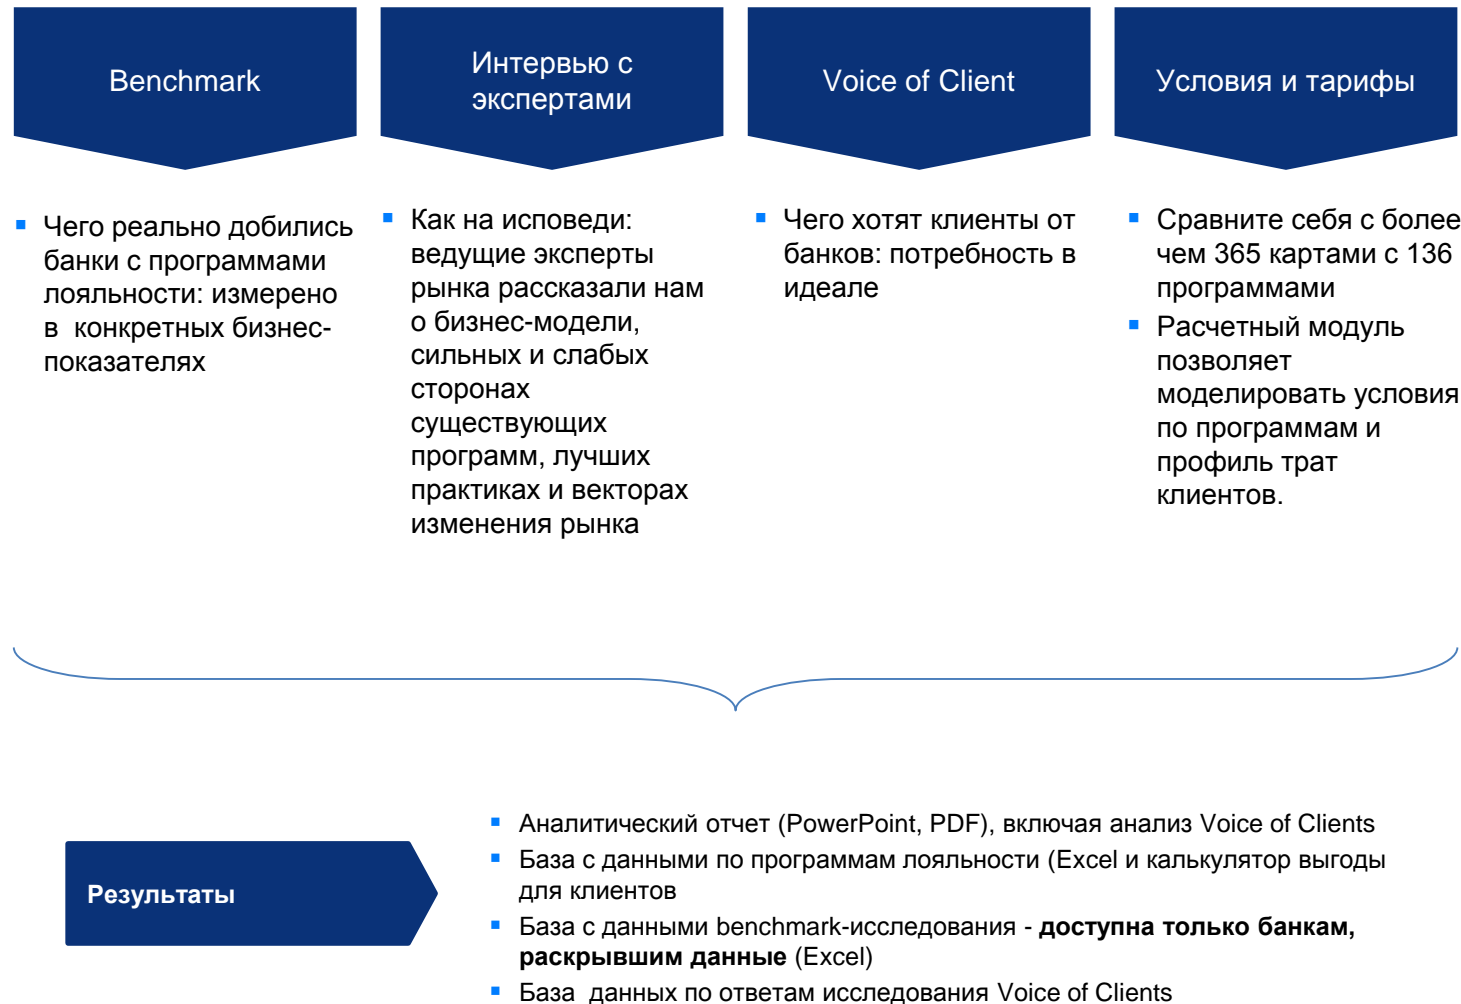 Benchmark
Интервью с
экспертами
Voice of Client
Условия и тарифы
Чего реально добились
банки с программами
лояльности: измерено
в  конкретных бизнес-
показателях
Как на исповеди:
ведущие эксперты
рынка рассказали нам
о бизнес-модели,
сильных и слабых
сторонах
существующих
программ, лучших
практиках и векторах
изменения рынка
Чего хотят клиенты от
банков: потребность в
идеале
Сравните себя с более
чем 365 картами с 136
программами
Расчетный модуль
позволяет
моделировать условия
по программам и
профиль трат
клиентов.
Результаты
Аналитический отчет (PowerPoint, PDF), включая анализ Voice of Clients
База с данными по программам лояльности (Excel и калькулятор выгоды
для клиентов
База с данными benchmark-исследования - доступна только банкам,
раскрывшим данные (Excel)
База  данных по ответам исследования Voice of Clients